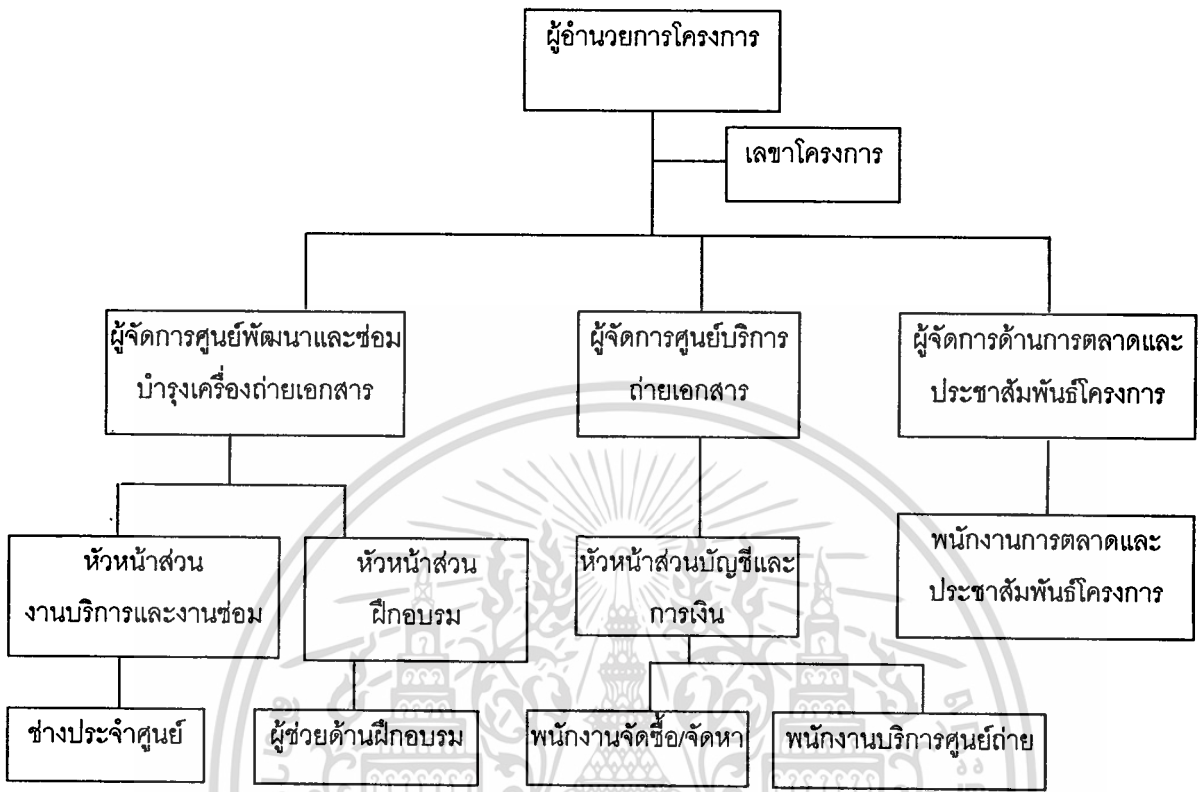 ผู้อำนวยการโครงการ
เลขาโครงการ
ผู้จัดการศูนย์พัฒนาและซ่อม
บำรุงเครื่องถ่ายเอกสาร
ผู้จัดการศูนย์บริการ
ถ่ายเอกสาร
ผู้จัดการด้านการตลาดและ
ประชาสัมพันธ์โครงการ
หัวหน้าส่วน
งานบริการและงานซ่อม
หัวหน้าส่วน
ฝึกอบรม
หัวหน้าส่วนบัญชีและ
การเงิน
พนักงานการตลาดและ
ประชาสัมพันธ์โครงการ
ช่างประจำศูนย์
ผู้ช่วยด้านฝึกอบรม
พนักงานจัดซื้อ/จัดหา
พนักงานบริการศูนย์ถ่าย